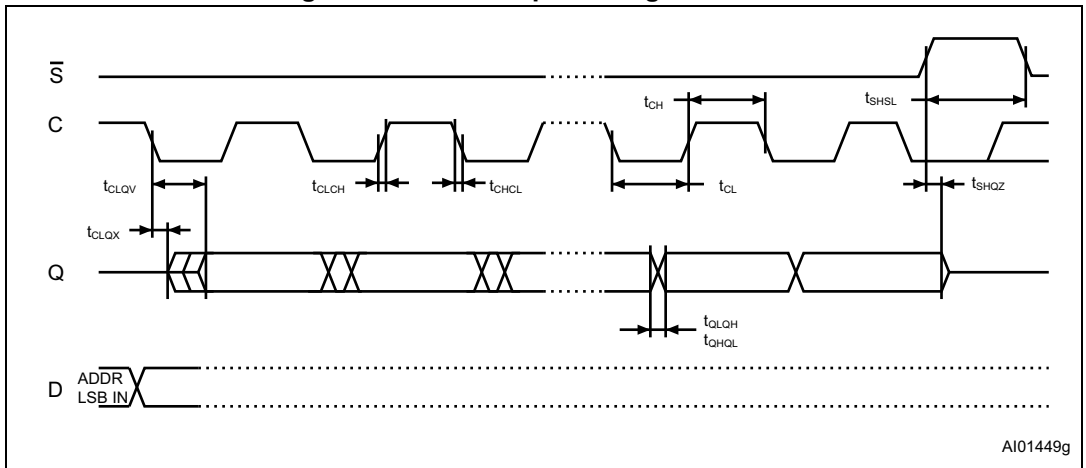 S̅
C
tCH
tSHSL
tCLQV
tCLCH
tCHCL
tCL
tSHQZ
tCLQX
Q
tQLQH
tQHQL
D
ADDR
LSB IN
AI01449g